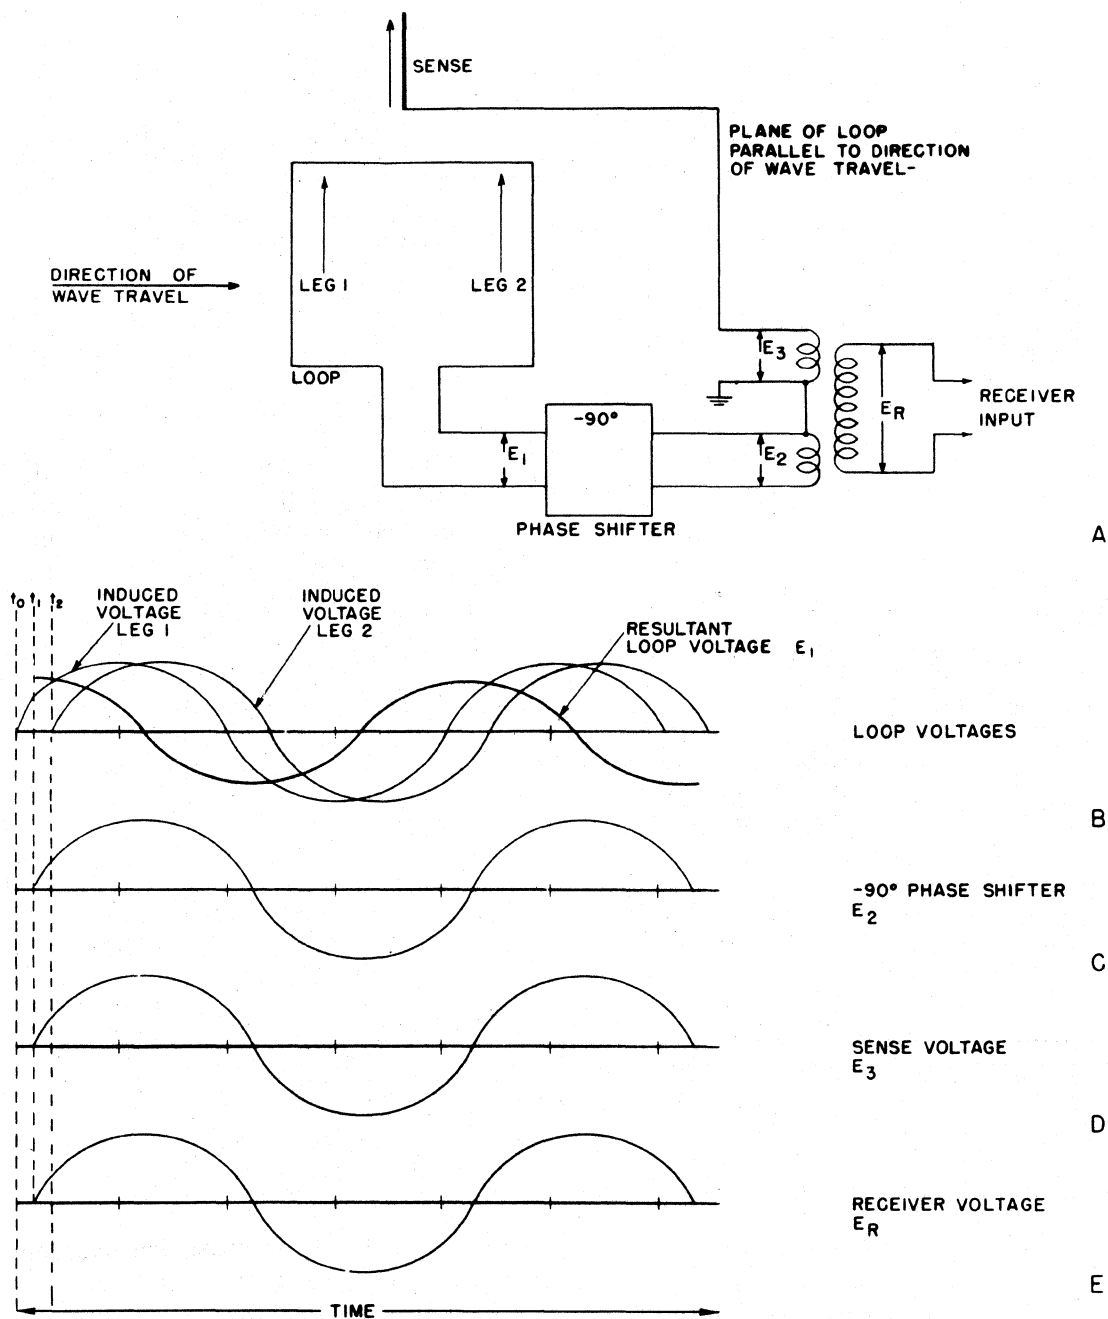 SENSE
PLANE OF LOOP
PARALLEL TO DIRECTION
OF WAVE TRAVEL-
DIRECTION OF
WAVE TRAVEL
LEG 1
LEG 2
LOOP
E3
ER
RECEIVER
INPUT
-90°
E1
E2
PHASE SHIFTER
A
t0 t1 t2
INDUCED
VOLTAGE
LEG 1
INDUCED
VOLTAGE
LEG 2
RESULTANT
LOOP VOLTAGE E1
LOOP VOLTAGES
B
-90° PHASE SHIFTER
E2
C
SENSE VOLTAGE
E3
D
RECEIVER VOLTAGE
ER
E
TIME